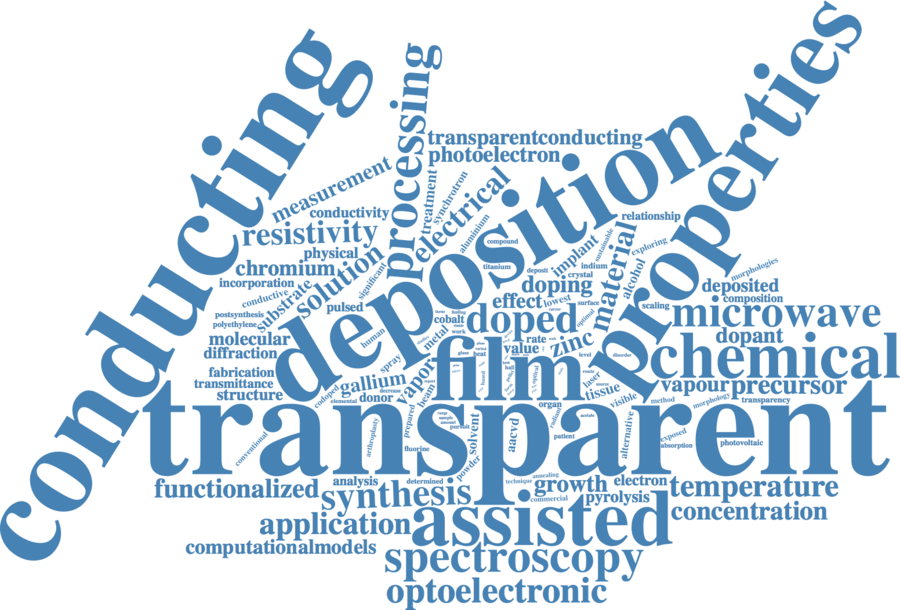 conducting
transparent
deposition
properties
film
chemical
assisted
processing
electrical
doped
microwave
material
solution
spectroscopy
optoelectronic
synthesis
application
temperature
concentration
functionalized
computationalmodels
resistivity
measurement
transparentconducting
photoelectron
treatment
synchrotron
aluminium
conductivity
physical
chromium
incorporation
conductive
substrate
significant
pulsed
postsynthesis
polyethylene
molecular
diffraction
human
fabrication
transmittance
structure
gallium
donor
codoped
elemental
decrease
spray
vapor
metal
cobalt
beam
compound
titanium
deposit
implant
indium
crystal
sustainable
relationship
exploring
alcohol
morphologies
doping
effect
lowest
surface
optimal
scaling
deposited
composition
dopant
zinc
rate
value
work
heat
level
disorder
laser
tissue
visible
method
morphology
transparency
vapour
precursor
organ
patient
acetate
alternative
exposed
absorption
photovoltaic
conventional
arthroplasty
prepared
fluorine
analysis
determined
powder
solvent
aacvd
technique
annealing
commercial
growth
electron
pyrolysis
range
sample
amount